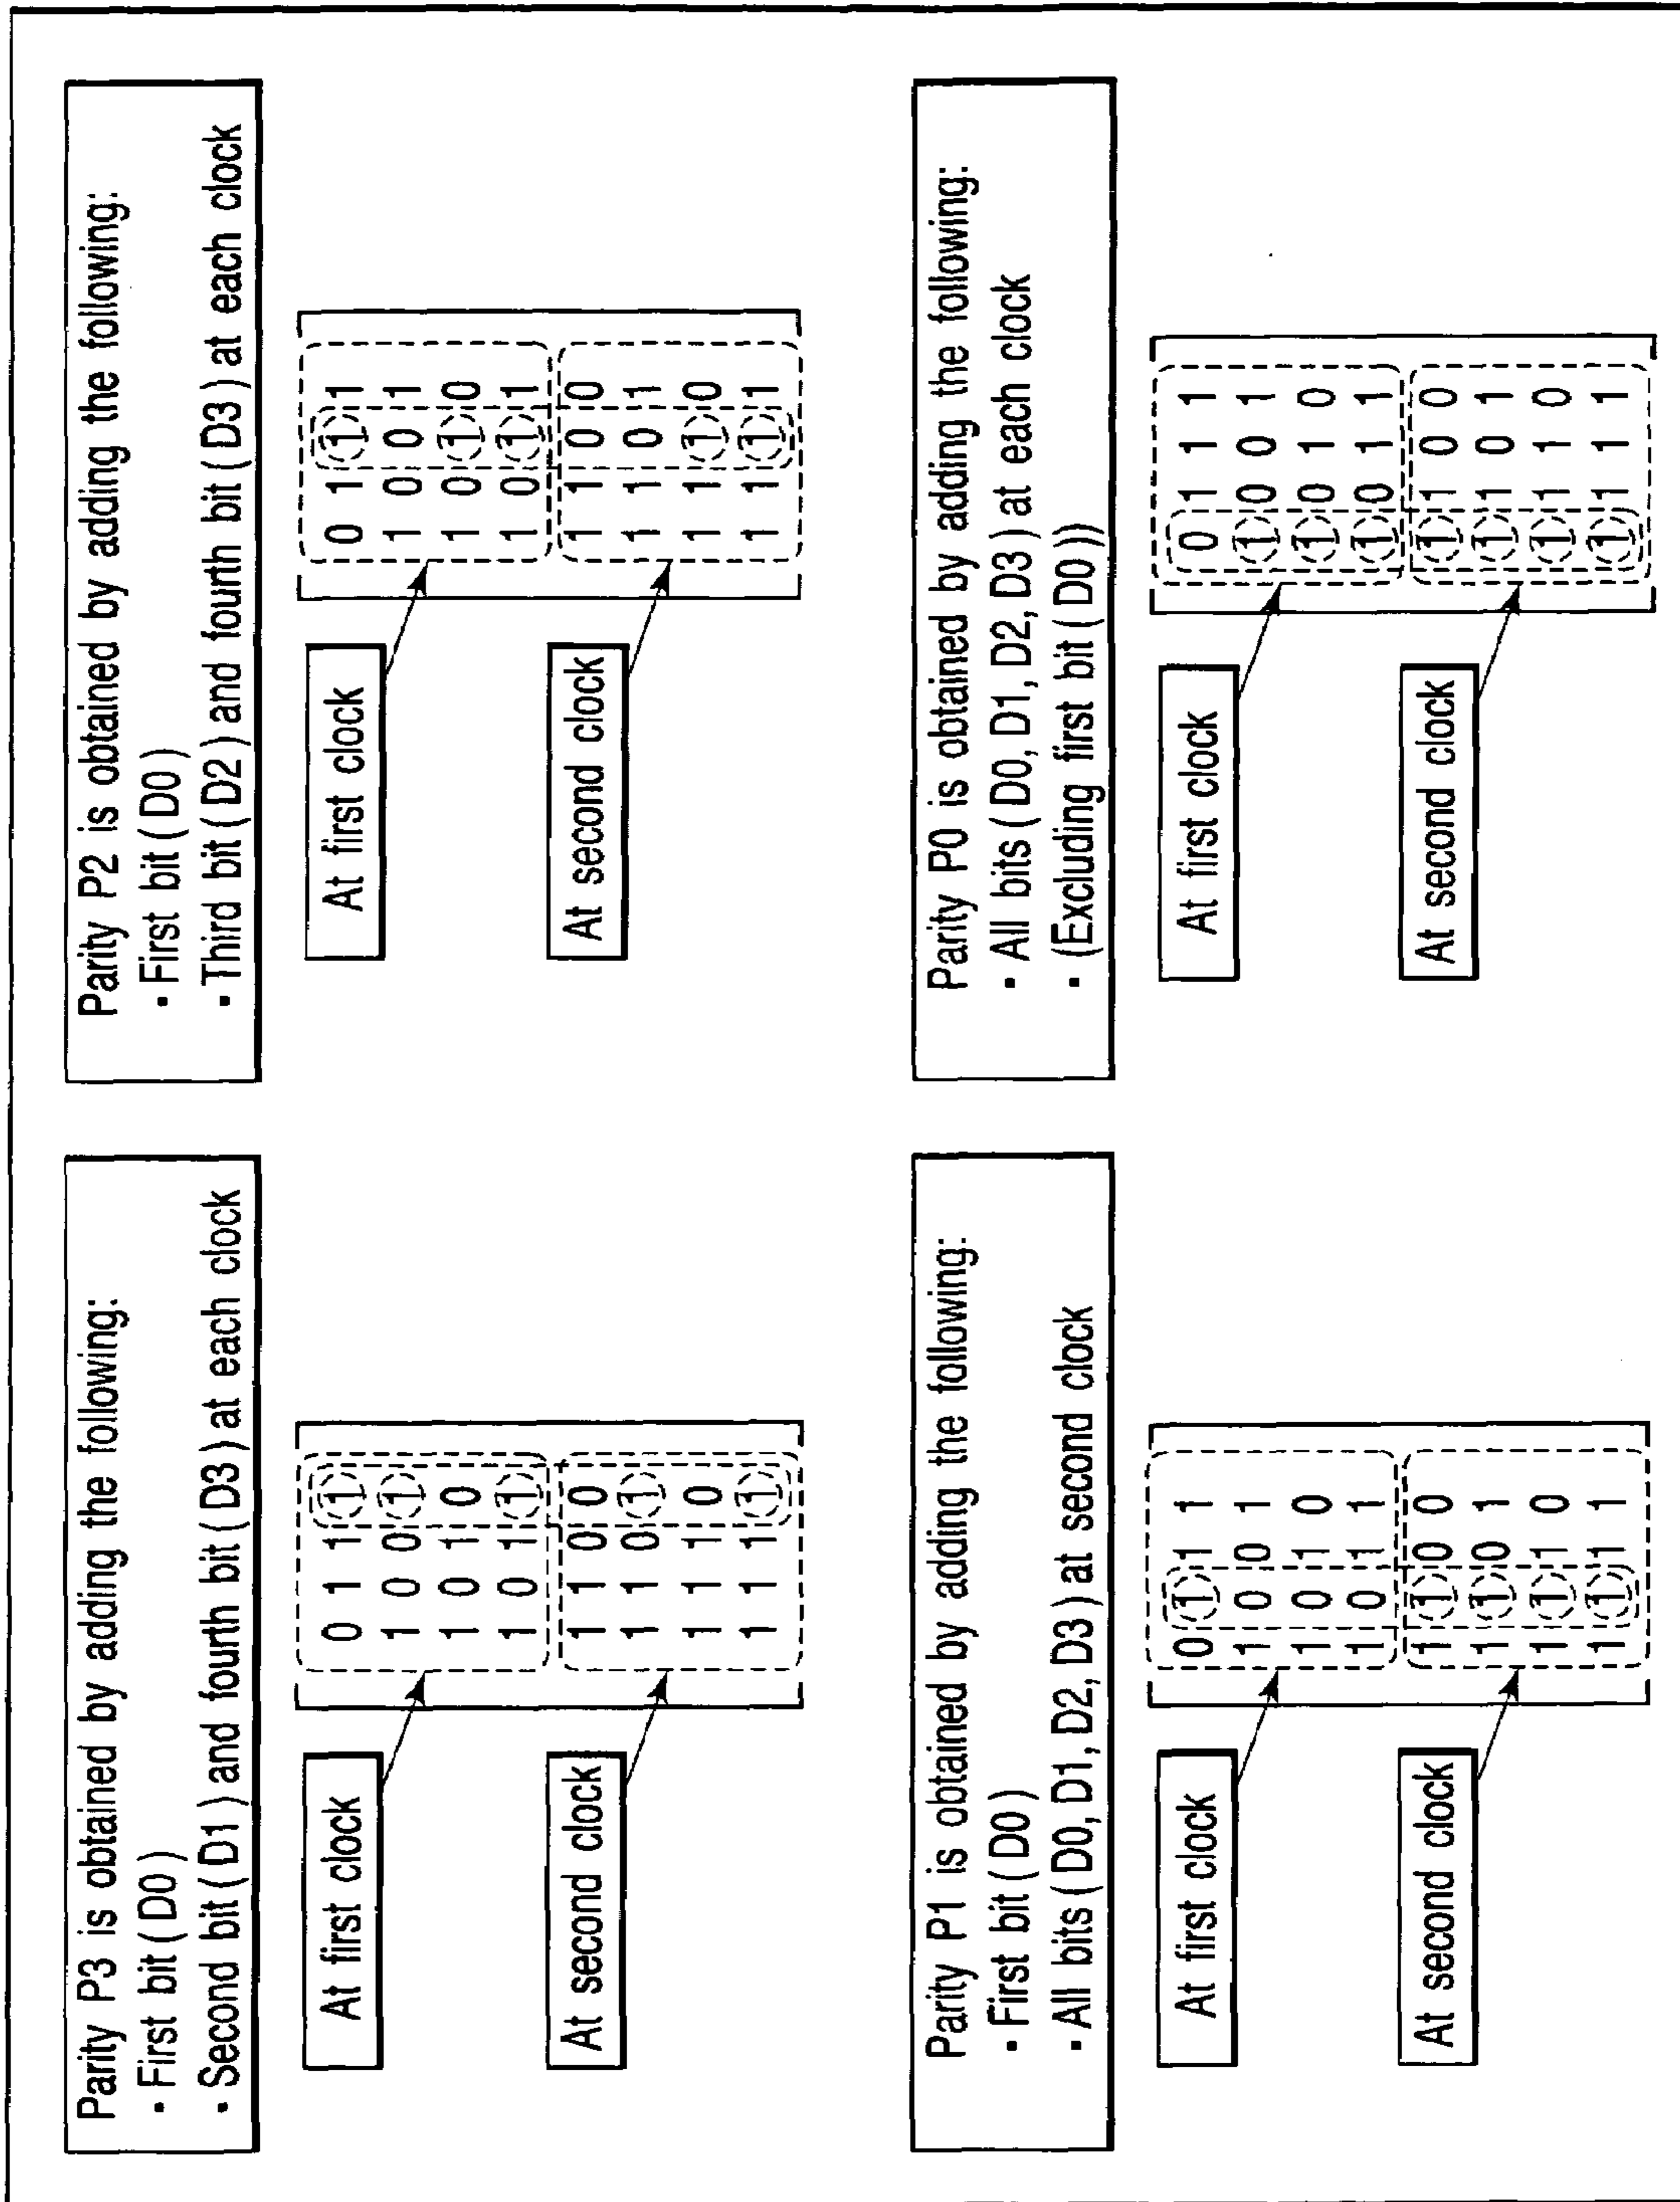 Parity P3 is obtained by adding the following:
• First bit (D0)
• Second bit (D1) and fourth bit (D3) at each clock
At first clock
At second clock
0 1 1 1
1 0 0 1
1 0 1 0
1 0 1 1
1 1 0 0
1 1 0 1
1 1 1 0
1 1 1 1
Parity P2 is obtained by adding the following:
• First bit (D0)
• Third bit (D2) and fourth bit (D3) at each clock
At first clock
At second clock
0 1 1 1
1 0 0 1
1 0 1 0
1 0 1 1
1 1 0 0
1 1 0 1
1 1 1 0
1 1 1 1
Parity P1 is obtained by adding the following:
• First bit (D0)
• All bits (D0, D1, D2, D3) at second clock
At first clock
At second clock
0 1 1 1
1 0 0 1
1 0 1 0
1 0 1 1
1 1 0 0
1 1 0 1
1 1 1 0
1 1 1 1
Parity P0 is obtained by adding the following:
• All bits (D0, D1, D2, D3) at each clock
• (Excluding first bit (D0))
At first clock
At second clock
0 1 1 1
1 0 0 1
1 0 1 0
1 0 1 1
1 1 0 0
1 1 0 1
1 1 1 0
1 1 1 1